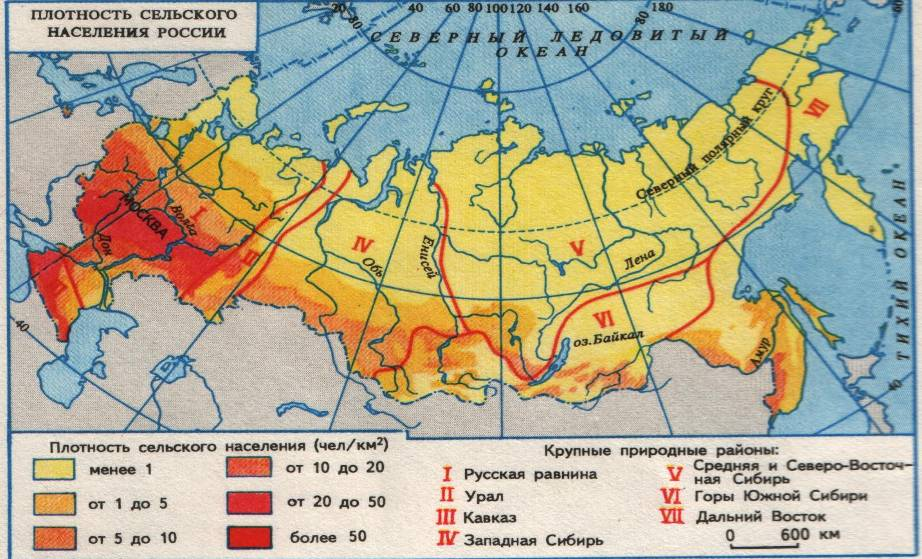 ПЛОТНОСТЬ СЕЛЬСКОГО
НАСЕЛЕНИЯ РОССИИ
20
40
60
80
100
120
140
160
180
80
СЕВЕРНЫЙ ЛЕДОВИТЫЙ
ОКЕАН
Северный полярный круг
VII
I
МОСКВА
Волга
Дон
IV
Обь
Енисей
V
Лена
VI
оз. Байкал
Амур
ТИХИЙ ОКЕАН
40
Плотность сельского населения (чел/км²)
менее 1
от 1 до 5
от 5 до 10
от 10 до 20
от 20 до 50
более 50
Крупные природные районы:
I Русская равнина
II Урал
III Кавказ
IV Западная Сибирь
V Средняя и Северо-Восточ-
ная Сибирь
VI Горы Южной Сибири
VII Дальний Восток
0 600 км